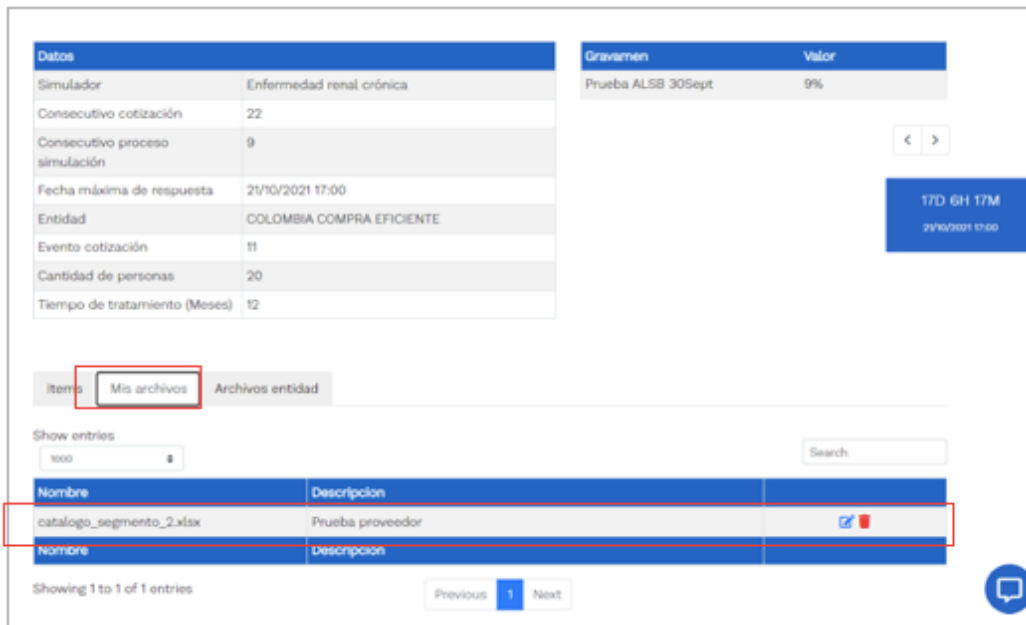 Datos
Simulador Enfermedad renal crónica
Consecutivo cotización 22
Consecutivo proceso
simulación 9
Fecha máxima de respuesta 21/10/2021 17:00
Entidad COLOMBIA COMPRA EFICIENTE
Evento cotización 11
Cantidad de personas 20
Tiempo de tratamiento (Meses) 12
Gravamen Valor
Prueba ALSB 30Sept 9%
< >
17D 6H 17M
21/10/2021 17:00
Items Mis archivos Archivos entidad
Show entries
1000
Search
Nombre Descripcion
catalogo_segmento_2.xlsx Prueba proveedor
Nombre Descripcion
Showing 1 to 1 of 1 entries
Previous 1 Next